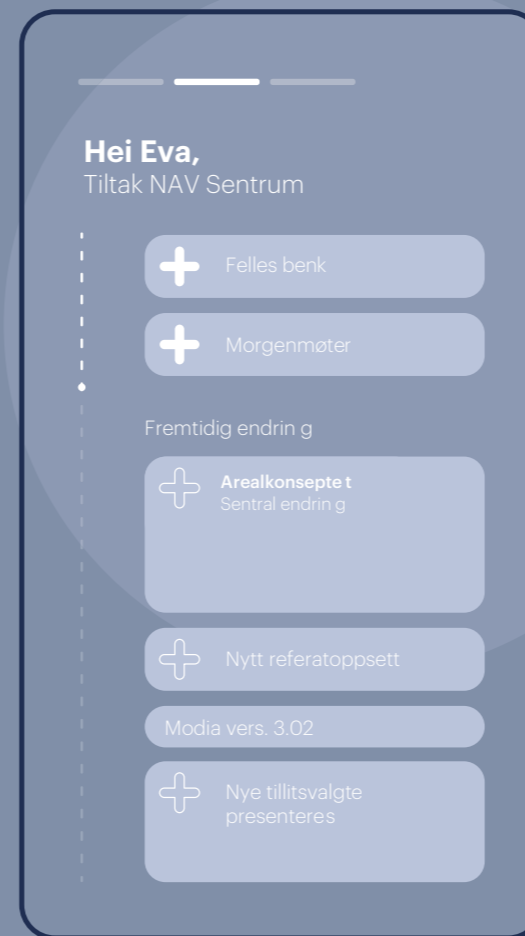 Hei Eva,
Tiltak NAV Sentrum
Felles benk
Morgenmøter
Fremtidig endrin g
Arealkonsepte t
Sentral endrin g
Nytt referatoppsett
Modia vers. 3.02
Nye tillitsvalgte
presenteres